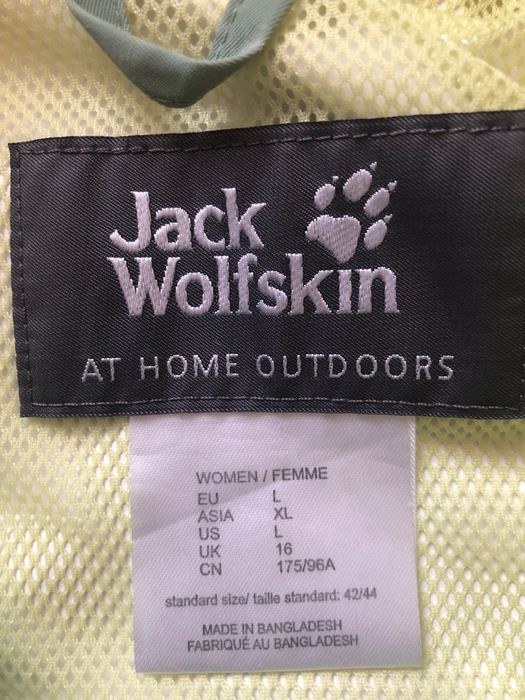 Jack
Wolfskin
AT HOME OUTDOORS
WOMEN / FEMME
EU L
ASIA XL
US L
UK 16
CN 175/96A
standard size/ taille standard: 42/44
MADE IN BANGLADESH
FABRIQUÉ AU BANGLADESH